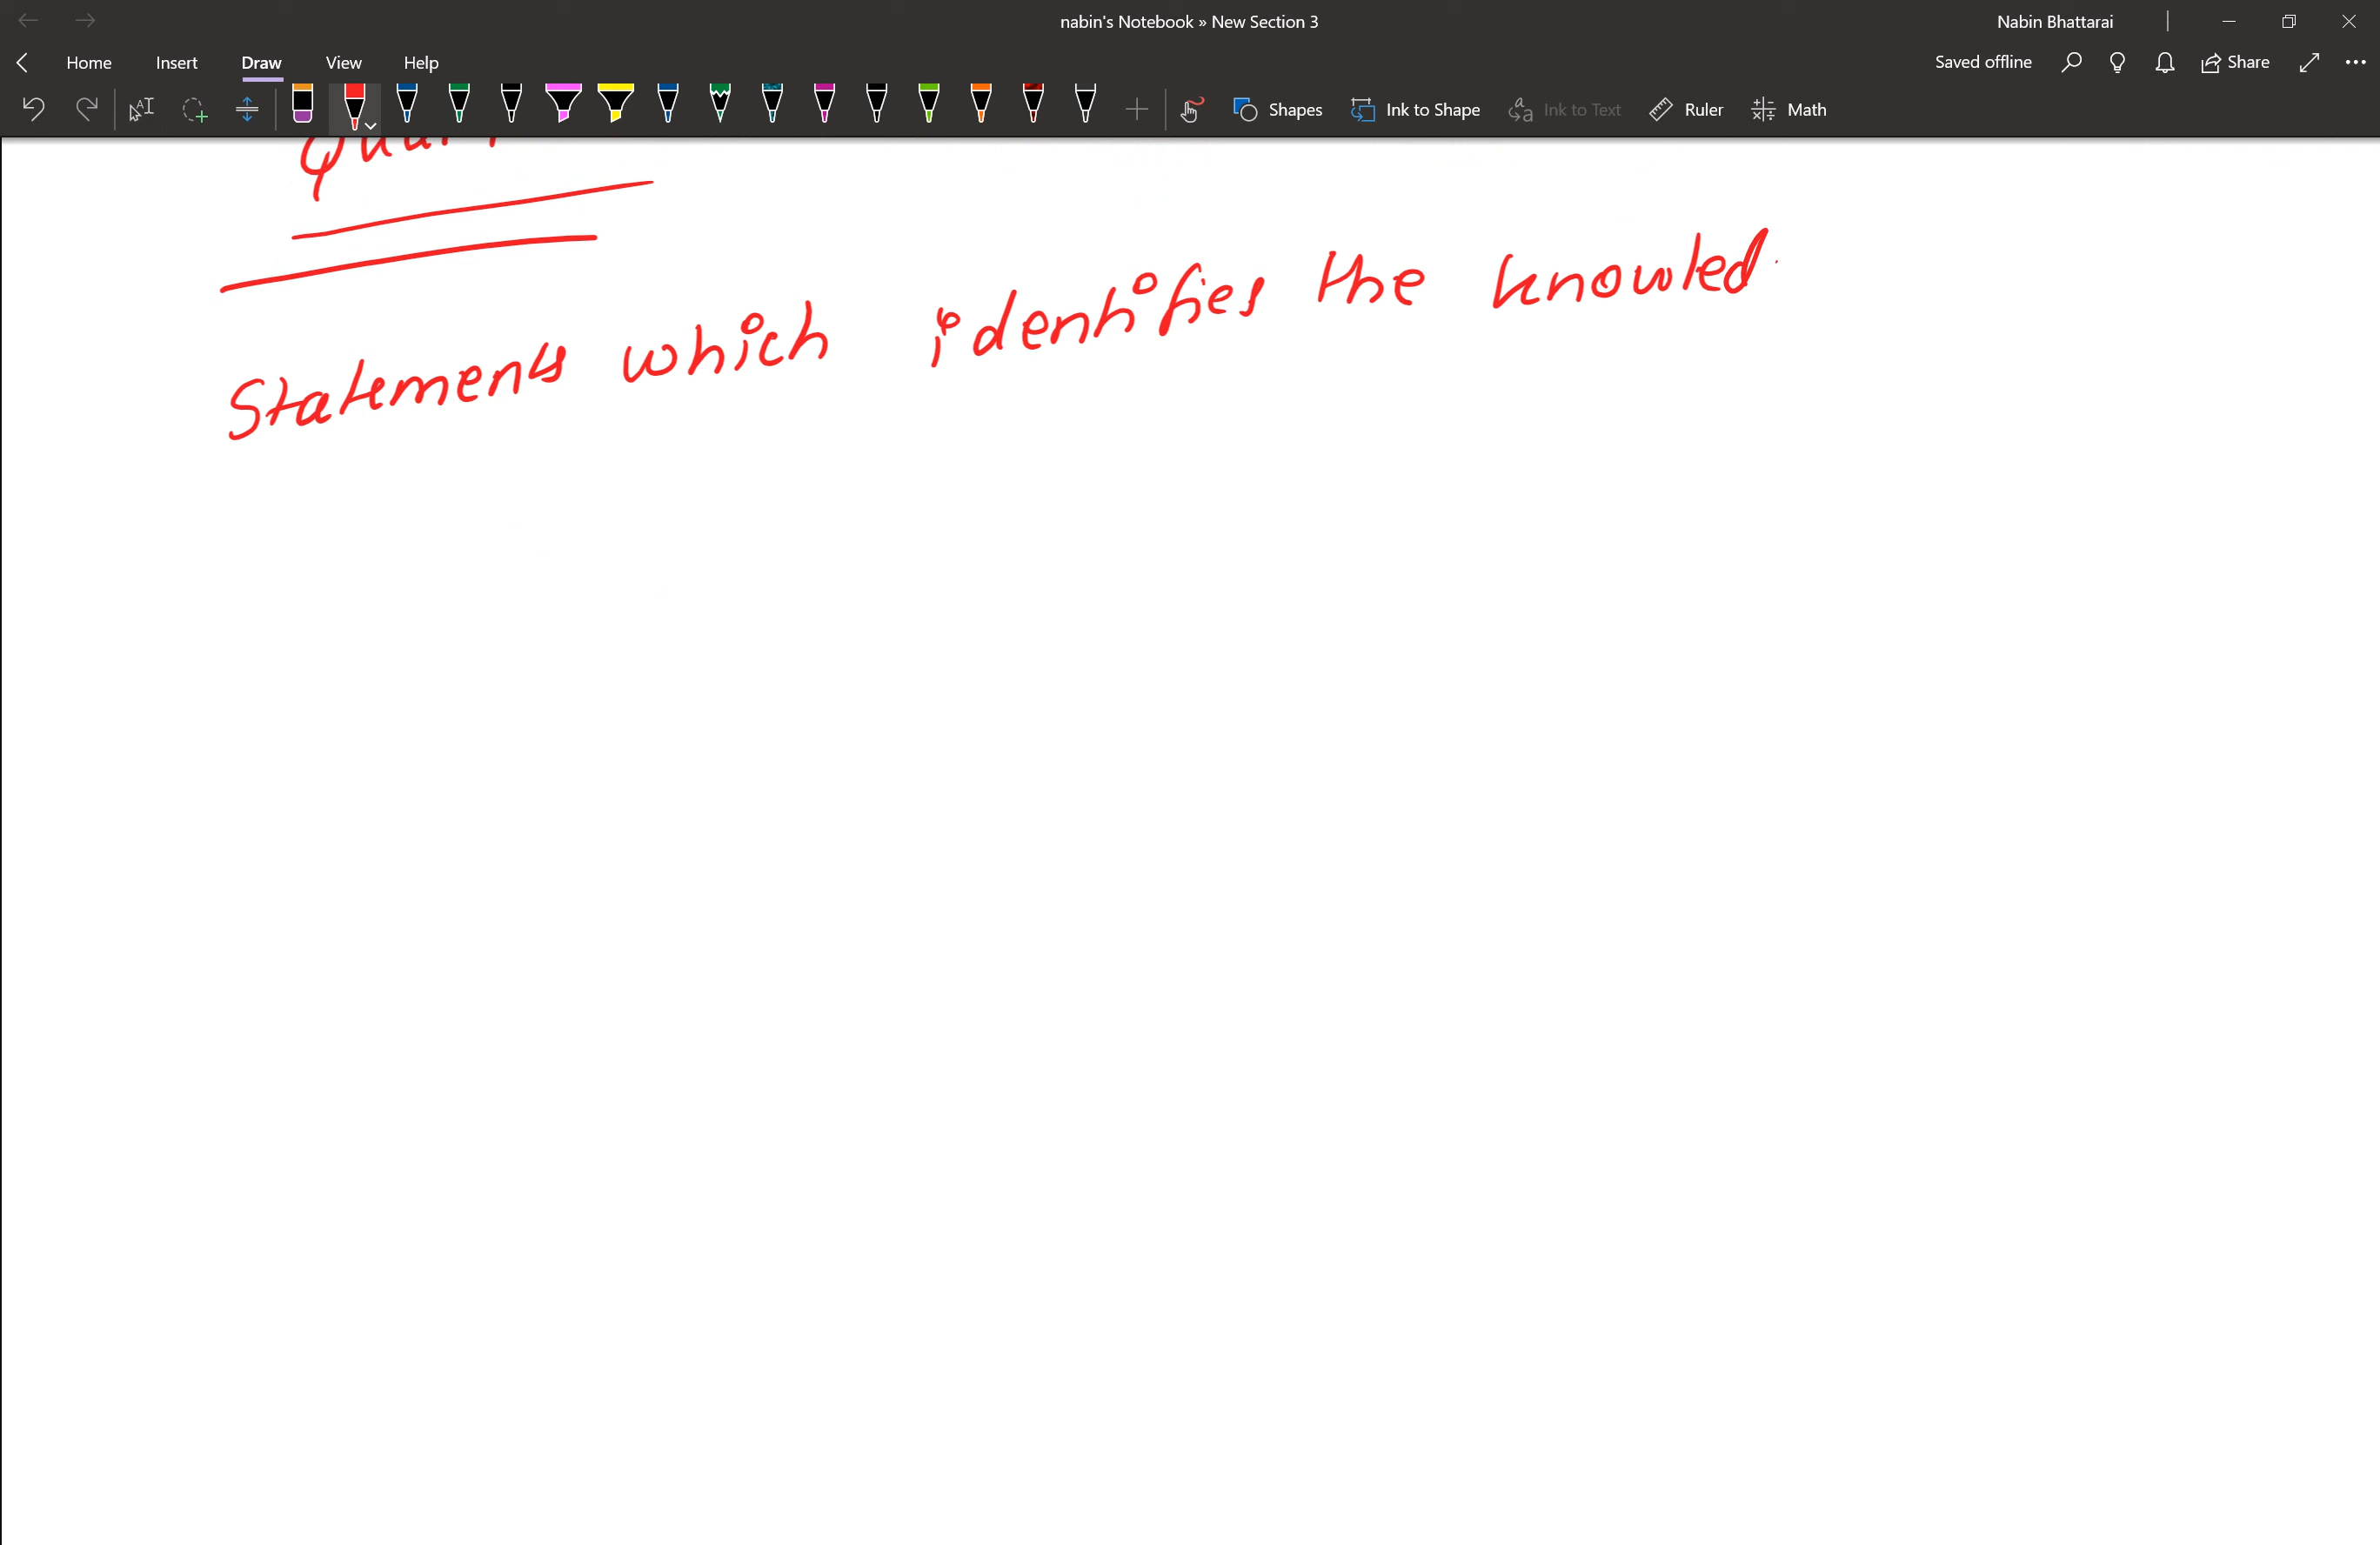 nabin's Notebook » New Section 3
Nabin Bhattarai
Home Insert Draw View Help
Saved offline
Share
Shapes
Ink to Shape
Ink to Text
Ruler
Math
Statements which identifies the knowled